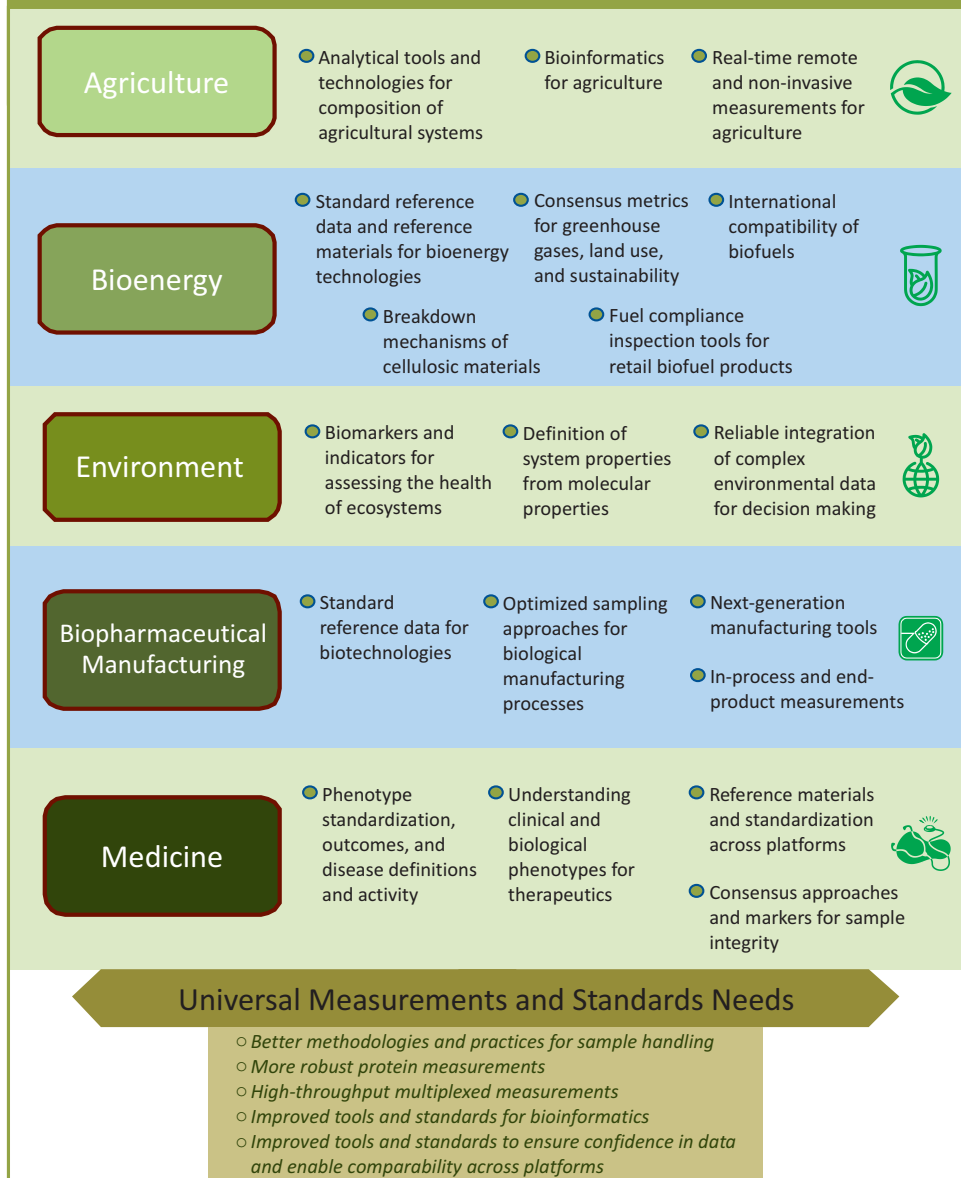 Agriculture
Analytical tools and
technologies for
composition of
agricultural systems
Bioinformatics
for agriculture
Real-time remote
and non-invasive
measurements for
agriculture
Bioenergy
Standard reference
data and reference
materials for bioenergy
technologies
Consensus metrics
for greenhouse
gases, land use,
and sustainability
International
compatibility of
biofuels
Breakdown
mechanisms of
cellulosic materials
Fuel compliance
inspection tools for
retail biofuel products
Environment
Biomarkers and
indicators for
assessing the health
of ecosystems
Definition of
system properties
from molecular
properties
Reliable integration
of complex
environmental data
for decision making
Biopharmaceutical
Manufacturing
Standard
reference data for
biotechnologies
Optimized sampling
approaches for
biological
manufacturing
processes
Next-generation
manufacturing tools
In-process and end-
product measurements
Medicine
Phenotype
standardization,
outcomes, and
disease definitions
and activity
Understanding
clinical and
biological
phenotypes for
therapeutics
Reference materials
and standardization
across platforms
Consensus approaches
and markers for sample
integrity
Universal Measurements and Standards Needs
○ Better methodologies and practices for sample handling
○ More robust protein measurements
○ High-throughput multiplexed measurements
○ Improved tools and standards for bioinformatics
○ Improved tools and standards to ensure confidence in data
and enable comparability across platforms